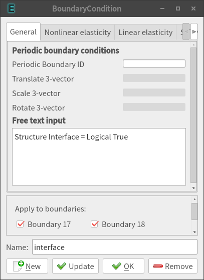 BoundaryCondition
General Nonlinear elasticity Linear elasticity S
Periodic boundary conditions
Periodic Boundary ID
Translate 3-vector
Scale 3-vector
Rotate 3-vector
Free text input
Structure Interface = Logical True
Apply to boundaries:
Boundary 17 Boundary 18
Name: interface
New Update OK Remove